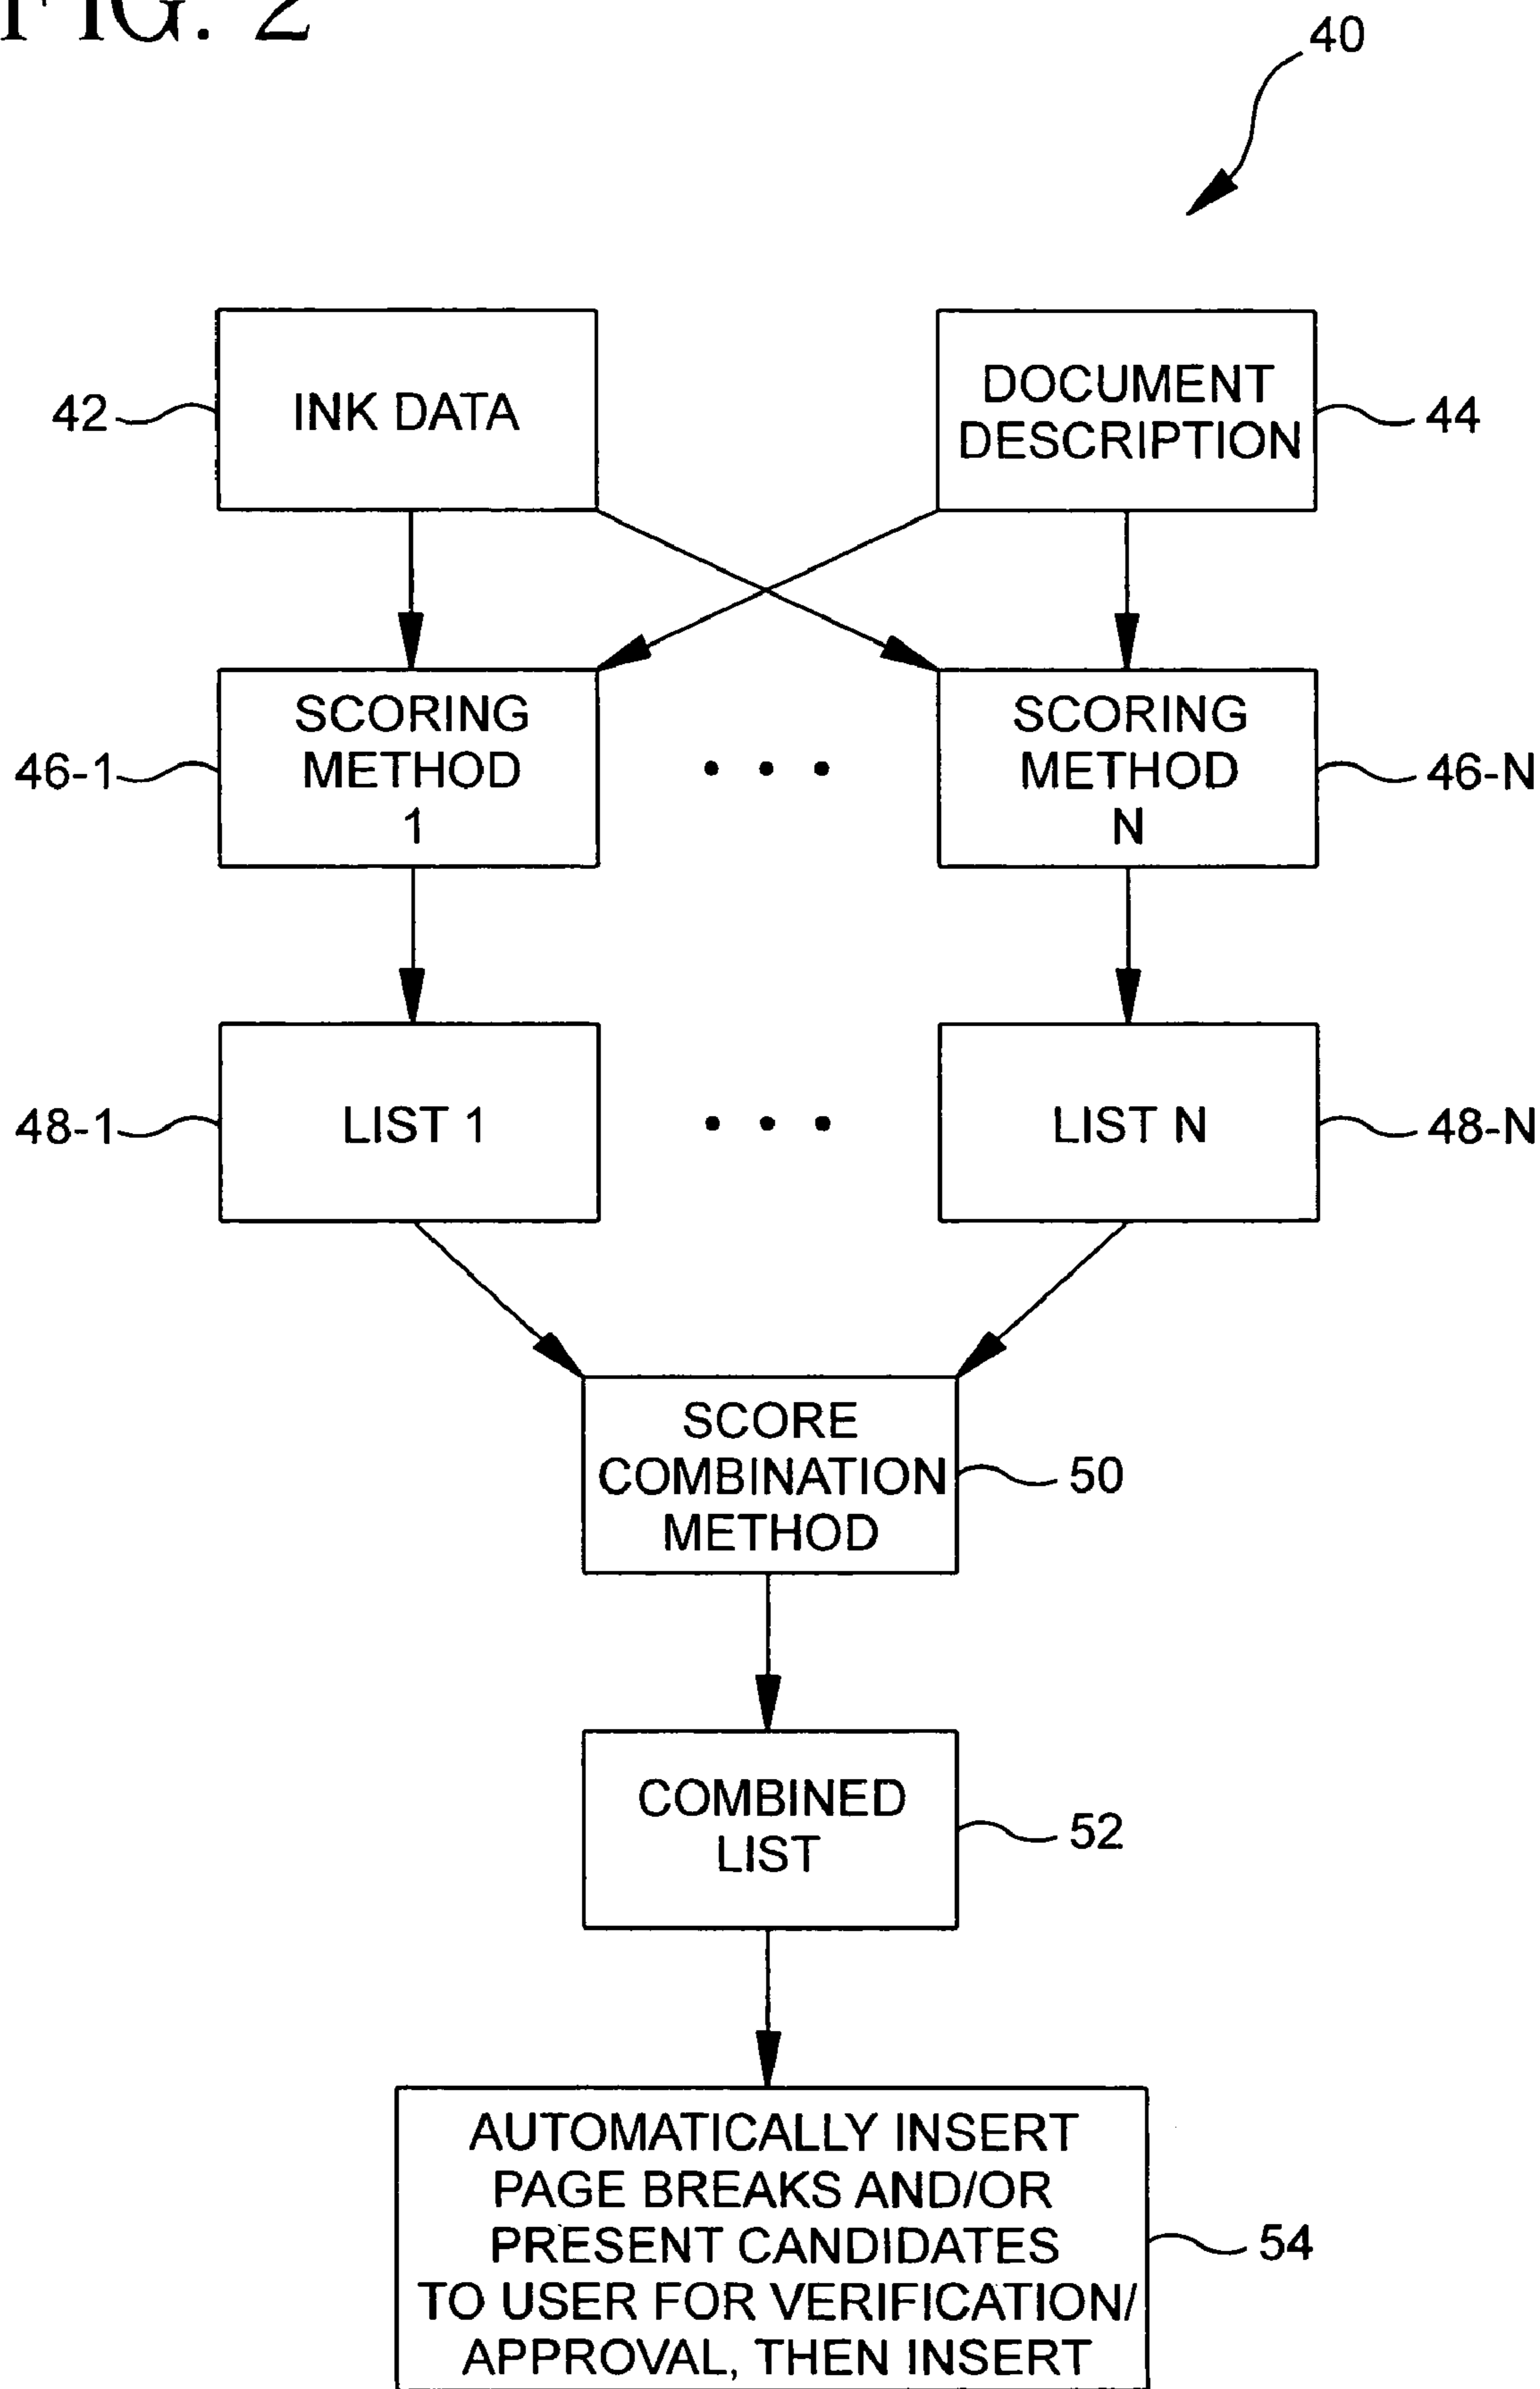 FIG. 2
40
INK DATA
42
DOCUMENT
DESCRIPTION
44
SCORING
METHOD
1
46-1
SCORING
METHOD
N
46-N
LIST 1
48-1
LIST N
48-N
SCORE
COMBINATION
METHOD
50
COMBINED
LIST
52
AUTOMATICALLY INSERT
PAGE BREAKS AND/OR
PRESENT CANDIDATES
TO USER FOR VERIFICATION/
APPROVAL, THEN INSERT
54